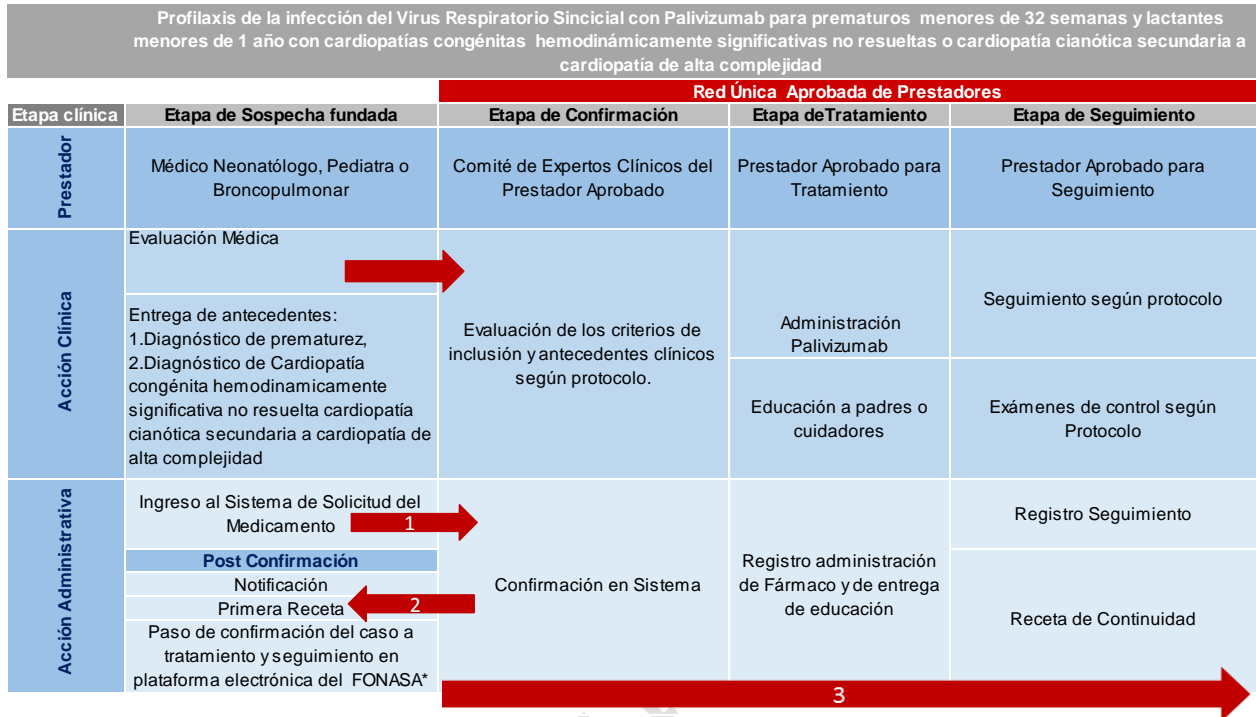 Profilaxis de la infección del Virus Respiratorio Sincicial con Palivizumab para prematuros menores de 32 semanas y lactantes
menores de 1 año con cardiopatías congénitas hemodinámicamente significativas no resueltas o cardiopatía cianótica secundaria a
cardiopatía de alta complejidad
Red Única Aprobada de Prestadores
Etapa clínica
Etapa de Sospecha fundada
Etapa de Confirmación
Etapa deTratamiento
Etapa de Seguimiento
Prestador
Médico Neonatólogo, Pediatra o
Broncopulmonar
Comité de Expertos Clínicos del
Prestador Aprobado
Prestador Aprobado para
Tratamiento
Prestador Aprobado para
Seguimiento
Acción Clínica
Evaluación Médica
Entrega de antecedentes:
1.Diagnóstico de prematurez,
2.Diagnóstico de Cardiopatía
congénita hemodinamicamente
significativa no resuelta cardiopatía
cianótica secundaria a cardiopatía de
alta complejidad
Evaluación de los criterios de
inclusión y antecedentes clínicos
según protocolo.
Administración
Palivizumab
Educación a padres o
cuidadores
Seguimiento según protocolo
Exámenes de control según
Protocolo
Acción Administrativa
Ingreso al Sistema de Solicitud del
Medicamento
1
Post Confirmación
Notificación
Primera Receta
2
Paso de confirmación del caso a
tratamiento y seguimiento en
plataforma electrónica del FONASA*
Confirmación en Sistema
Registro administración
de Fármaco y de entrega
de educación
Registro Seguimiento
Receta de Continuidad
3